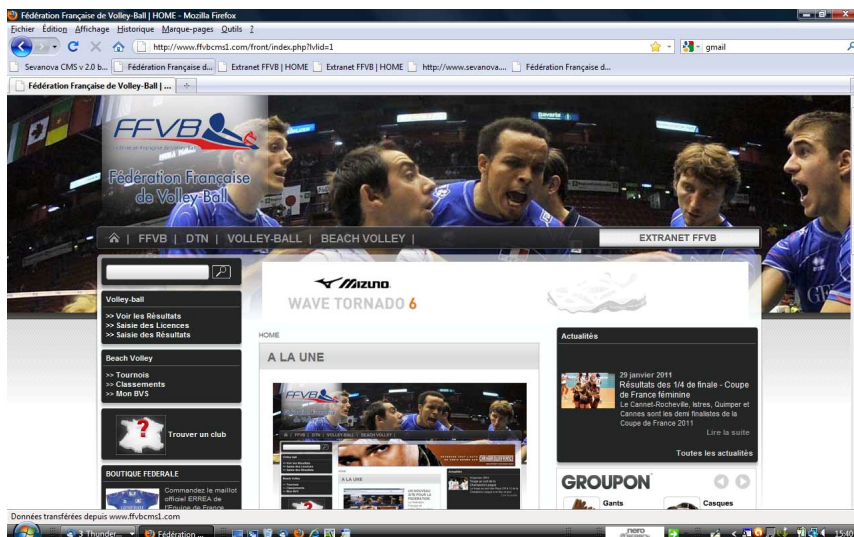 Fédération Française de Volley-Ball | HOME - Mozilla Firefox
Fichier Édition Affichage Historique Marque-pages Outils ?
http://www.ffvbcms1.com/front/index.php?lvlid=1
gmail
Sevanova CMS v 2.0 b... Fédération Française d... Extranet FFVB | HOME Extranet FFVB | HOME http://www.sevanova.... Fédération Française d...
Fédération Française de Volley-Ball | ...
FFVB
Fédération Française
de Volley-Ball
| FFVB | DTN | VOLLEY-BALL | BEACH VOLLEY |
EXTRANET FFVB
MIZUNO
WAVE TORNADO 6
Volley-ball
>> Voir les Résultats
>> Saisie des Licences
>> Saisie des Résultats
Beach Volley
>> Tournois
>> Classements
>> Mon BVS
?
Trouver un club
BOUTIQUE FEDERALE
Commandez le maillot
officiel ERREA de
l'Equipe de France
HOME
A LA UNE
FFVB
A LA UNE
Actualités
29 janvier 2011
Résultats des 1/4 de finale - Coupe
de France féminine
Le Cannet-Rocheville, Istres, Quimper et
Cannes sont les demi finalistes de la
Coupe de France 2011
Lire la suite
Toutes les actualités
GROUPON
Gants
Casques
Données transférées depuis www.ffvbcms1.com
3 Thunder...
Fédération ...
nero
15:40